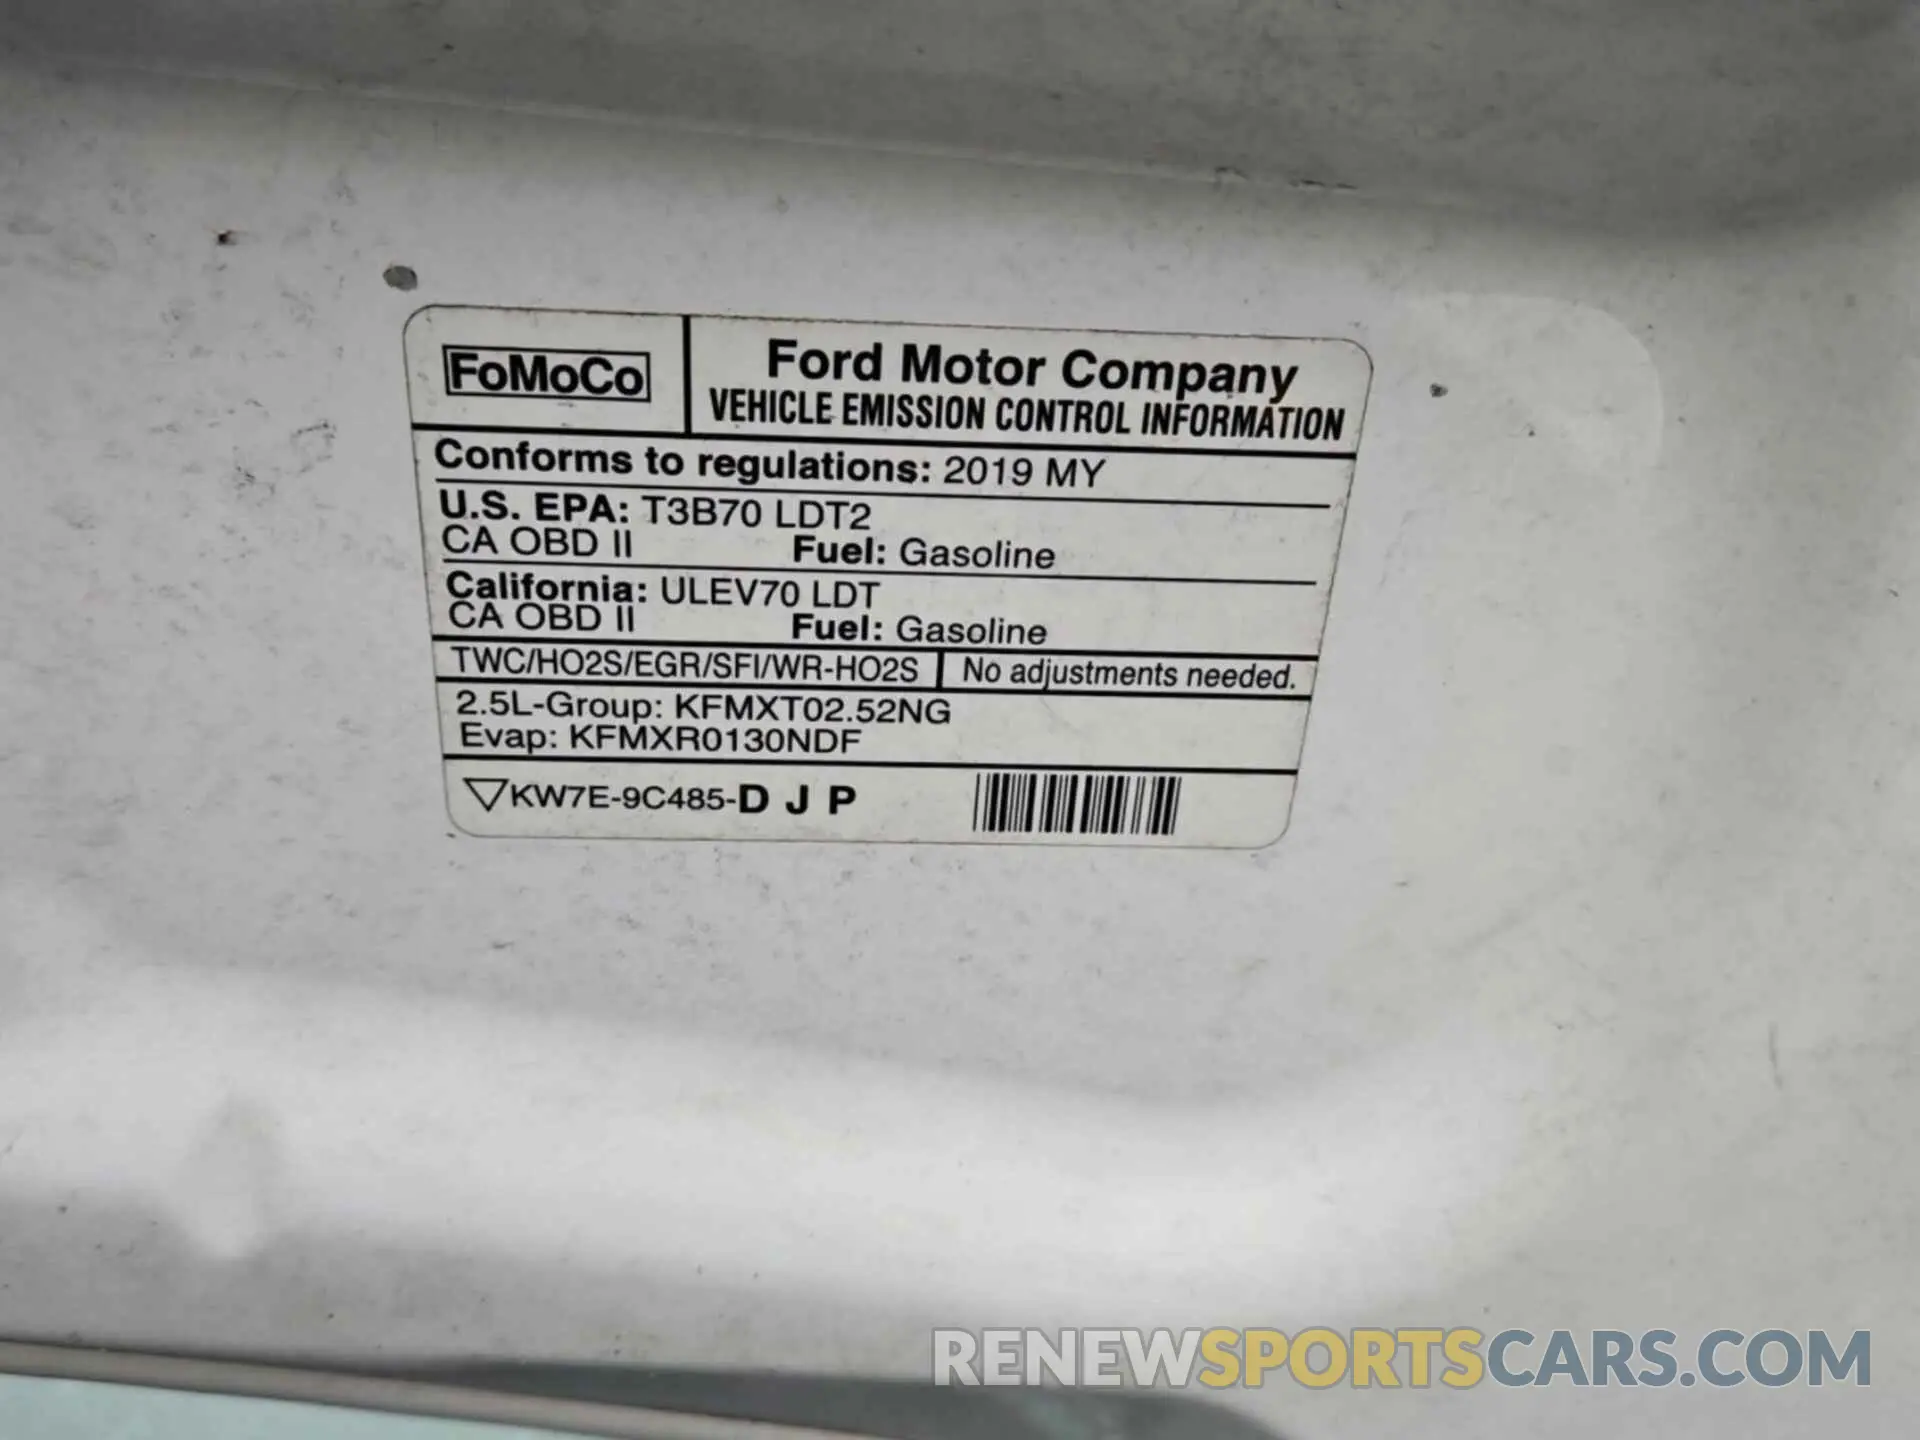 FoMoCo
Ford Motor Company
VEHICLE EMISSION CONTROL INFORMATION
Conforms to regulations: 2019 MY
U.S. EPA: T3B70 LDT2
CA OBD II Fuel: Gasoline
California: ULEV70 LDT
CA OBD II Fuel: Gasoline
TWC/HO2S/EGR/SFI/WR-HO2S No adjustments needed.
2.5L-Group: KFMXT02.52NG
Evap: KFMXR0130NDF
KW7E-9C485-D J P
RENEWSPORTSCARS.COM